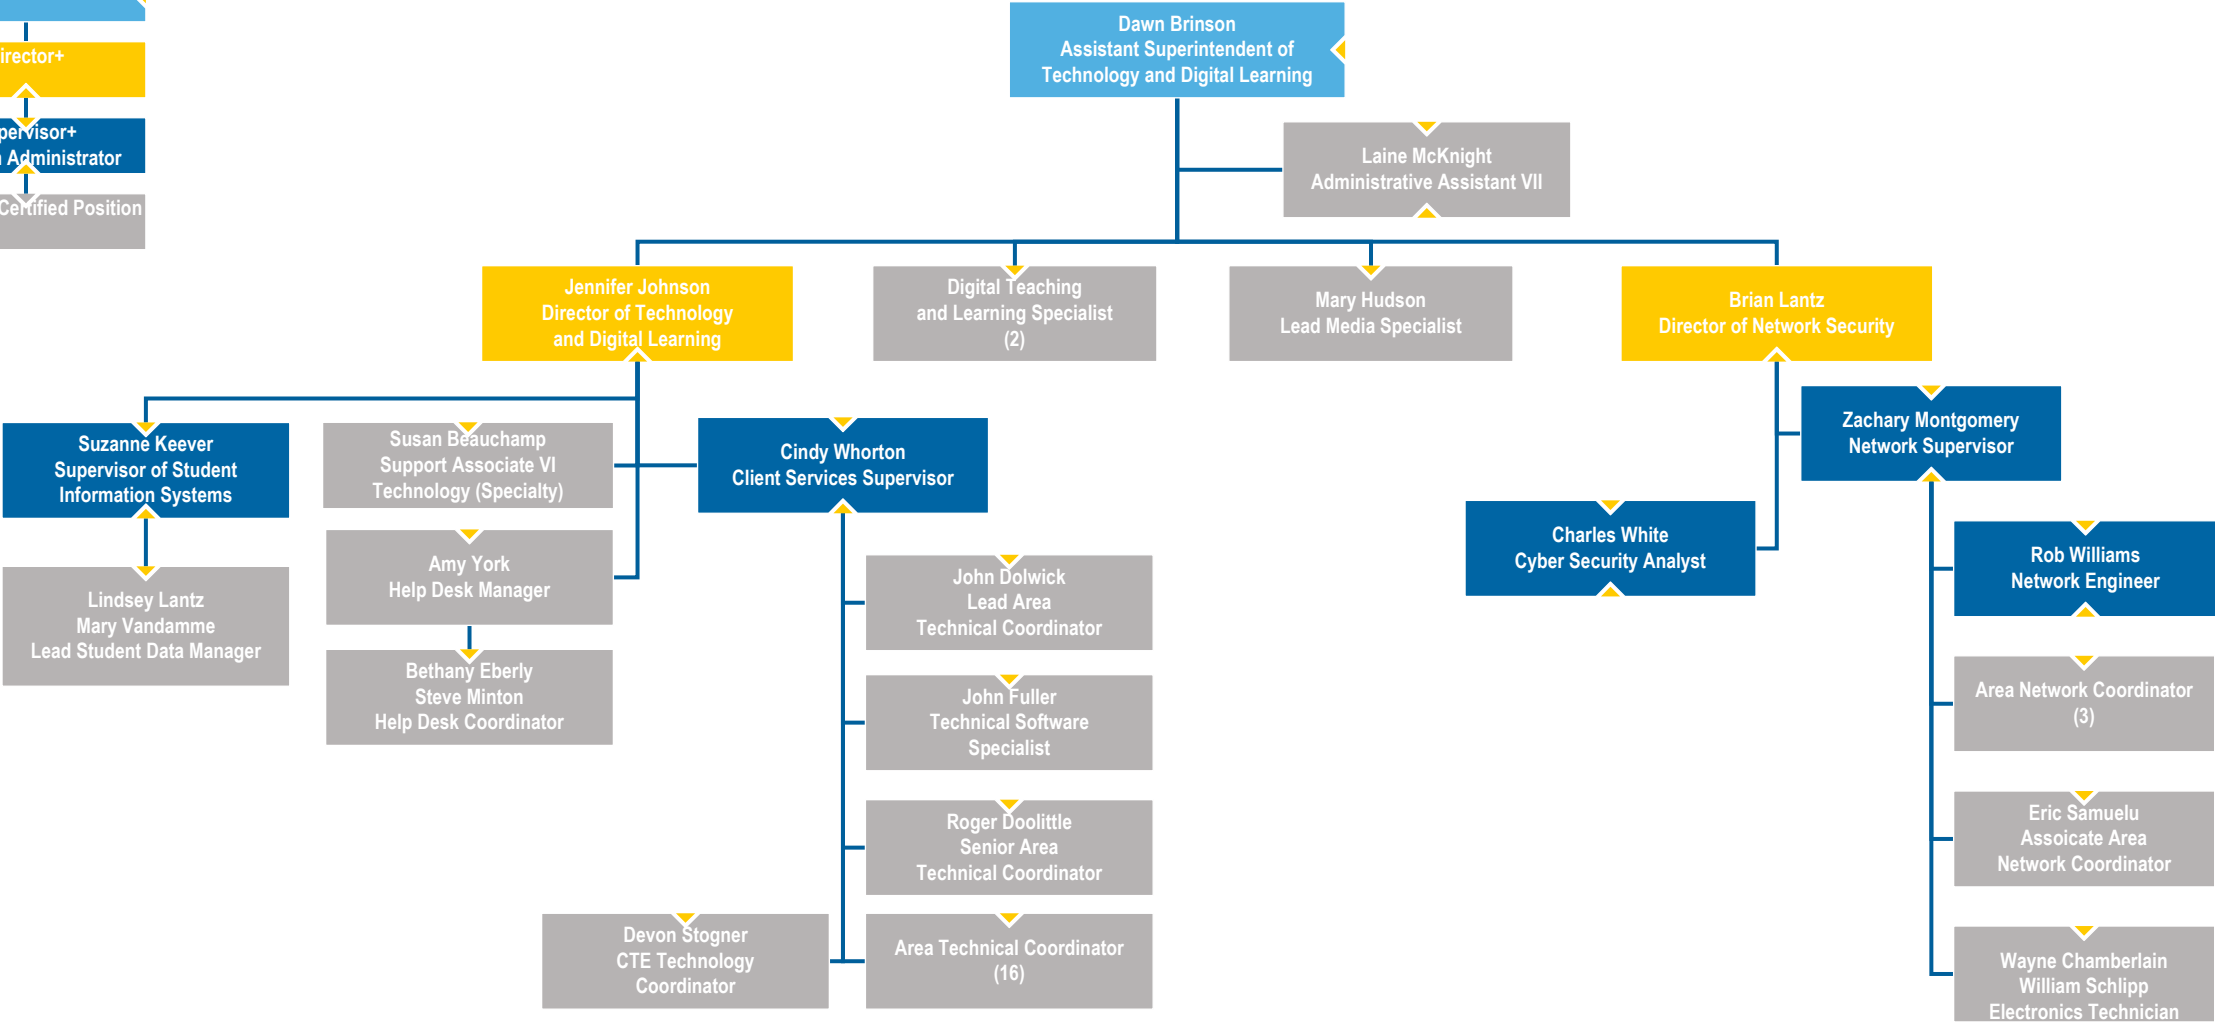 Dawn Brinson
Assistant Superintendent of
Technology and Digital Learning
Administrator
Certified Position
Laine McKnight
Administrative Assistant VII
Jennifer Johnson
Director of Technology
and Digital Learning
Digital Teaching
and Learning Specialist
(2)
Mary Hudson
Lead Media Specialist
Brian Lantz
Director of Network Security
Suzanne Keever
Supervisor of Student
Information Systems
Susan Beauchamp
Support Associate VI
Technology (Specialty)
Cindy Whorton
Client Services Supervisor
Zachary Montgomery
Network Supervisor
Charles White
Cyber Security Analyst
Rob Williams
Network Engineer
Lindsey Lantz
Mary Vandamme
Lead Student Data Manager
Amy York
Help Desk Manager
Bethany Eberly
Steve Minton
Help Desk Coordinator
John Dolwick
Lead Area
Technical Coordinator
John Fuller
Technical Software
Specialist
Roger Doolittle
Senior Area
Technical Coordinator
Devon Stogner
CTE Technology
Coordinator
Area Technical Coordinator
(16)
Area Network Coordinator
(3)
Eric Samuelu
Assoicate Area
Network Coordinator
Wayne Chamberlain
William Schlipp
Electronics Technician